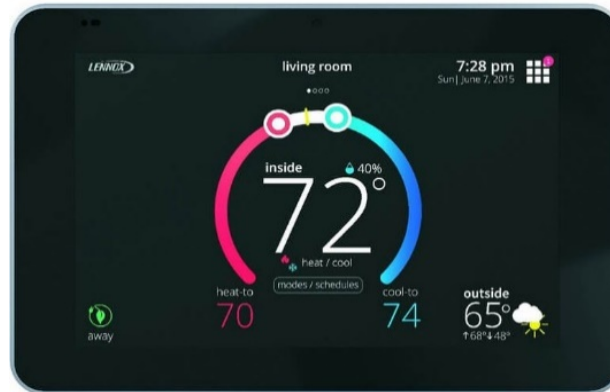 LENNOX
living room
7:28 pm
Sun| June 7, 2015
1
inside
40%
72°
heat / cool
modes / schedules
heat-to
70
cool-to
74
outside
65°
↑68°↓48°
away